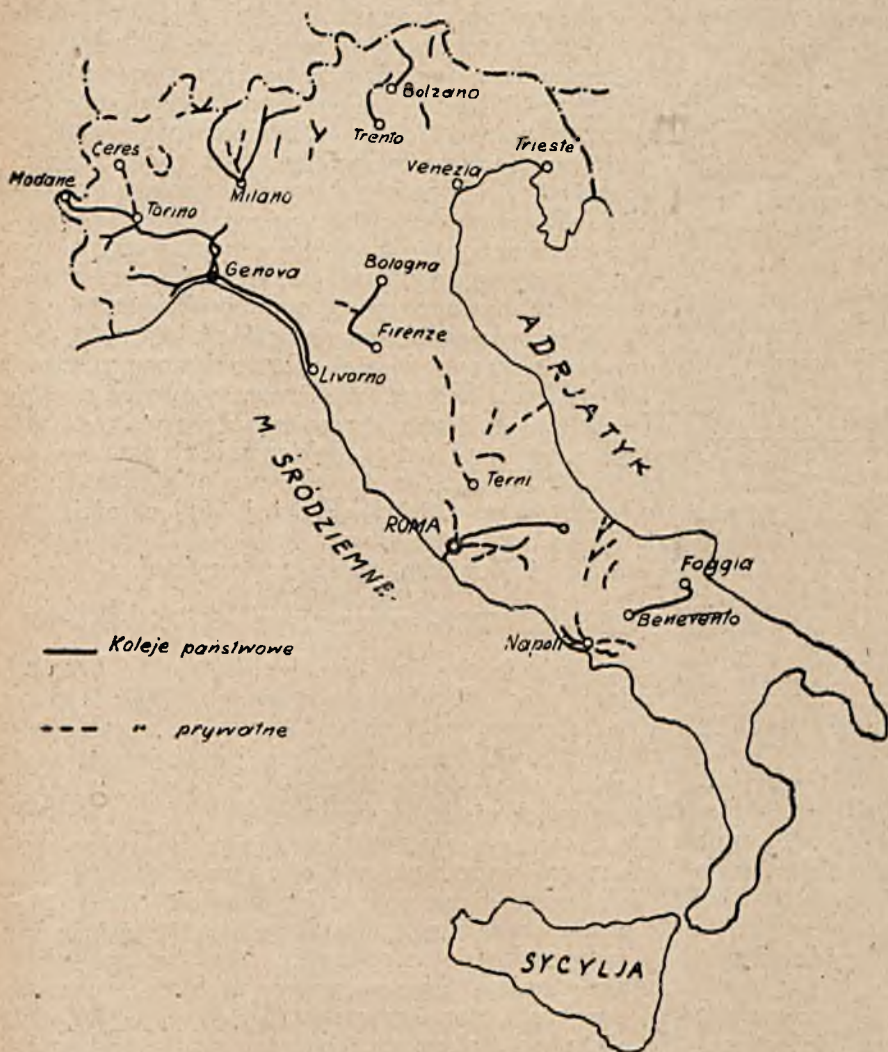 Bolzano
Trento
Ceres
Trieste
Venezia
Modane
Milano
Torino
Genova
Bologna
Firenze
Livorno
ADRJATYK
M. ŚRÓDZIEMNE.
Terni
ROMA
Foggia
Benevento
Napoli
Koleje państwowe
" prywatne
SYCYLJA